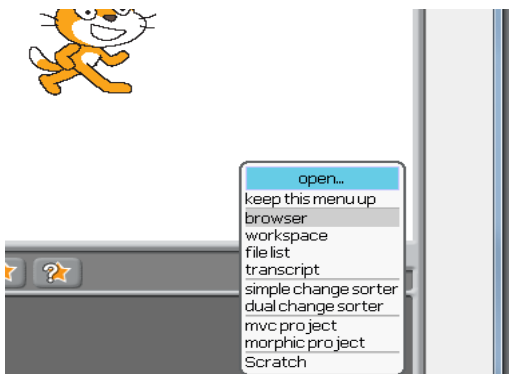 open...
keep this menu up
browser
workspace
file list
transcript
simple change sorter
dual change sorter
mvc project
morphic project
Scratch